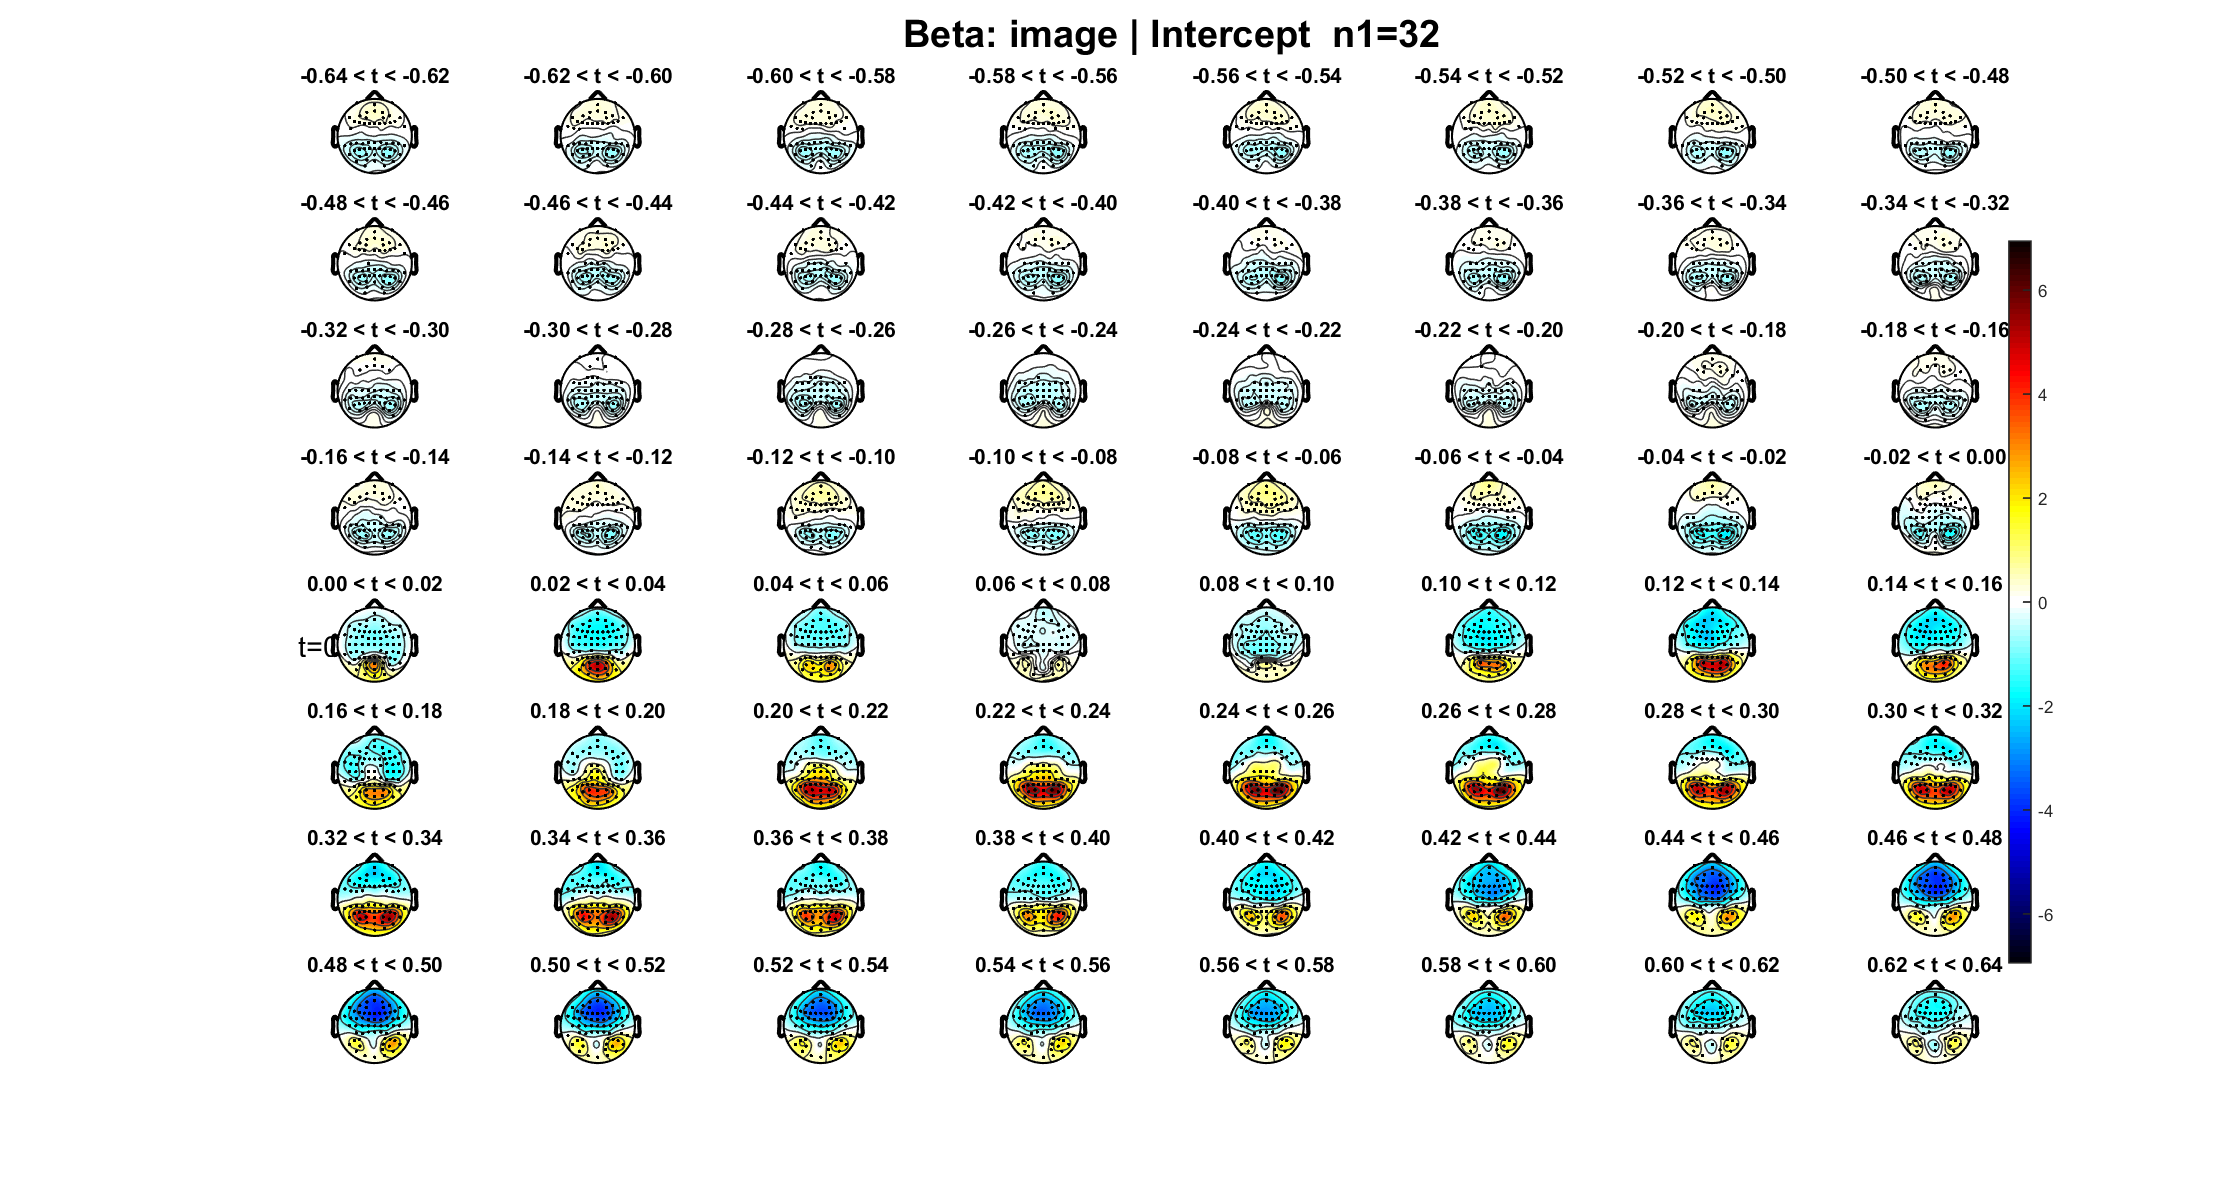 Beta: image | Intercept  n1=32
-0.64 < t < -0.62 -0.62 < t < -0.60 -0.60 < t < -0.58 -0.58 < t < -0.56 -0.56 < t < -0.54 -0.54 < t < -0.52 -0.52 < t < -0.50 -0.50 < t < -0.48
-0.48 < t < -0.46 -0.46 < t < -0.44 -0.44 < t < -0.42 -0.42 < t < -0.40 -0.40 < t < -0.38 -0.38 < t < -0.36 -0.36 < t < -0.34 -0.34 < t < -0.32
6
-0.32 < t < -0.30 -0.30 < t < -0.28 -0.28 < t < -0.26 -0.26 < t < -0.24 -0.24 < t < -0.22 -0.22 < t < -0.20 -0.20 < t < -0.18 -0.18 < t < -0.16
4
-0.16 < t < -0.14 -0.14 < t < -0.12 -0.12 < t < -0.10 -0.10 < t < -0.08 -0.08 < t < -0.06 -0.06 < t < -0.04 -0.04 < t < -0.02 -0.02 < t < 0.00
2
0.00 < t < 0.02 0.02 < t < 0.04 0.04 < t < 0.06 0.06 < t < 0.08 0.08 < t < 0.10 0.10 < t < 0.12 0.12 < t < 0.14 0.14 < t < 0.16
0
t=0
0.16 < t < 0.18 0.18 < t < 0.20 0.20 < t < 0.22 0.22 < t < 0.24 0.24 < t < 0.26 0.26 < t < 0.28 0.28 < t < 0.30 0.30 < t < 0.32
-2
-4
0.32 < t < 0.34 0.34 < t < 0.36 0.36 < t < 0.38 0.38 < t < 0.40 0.40 < t < 0.42 0.42 < t < 0.44 0.44 < t < 0.46 0.46 < t < 0.48
-6
0.48 < t < 0.50 0.50 < t < 0.52 0.52 < t < 0.54 0.54 < t < 0.56 0.56 < t < 0.58 0.58 < t < 0.60 0.60 < t < 0.62 0.62 < t < 0.64